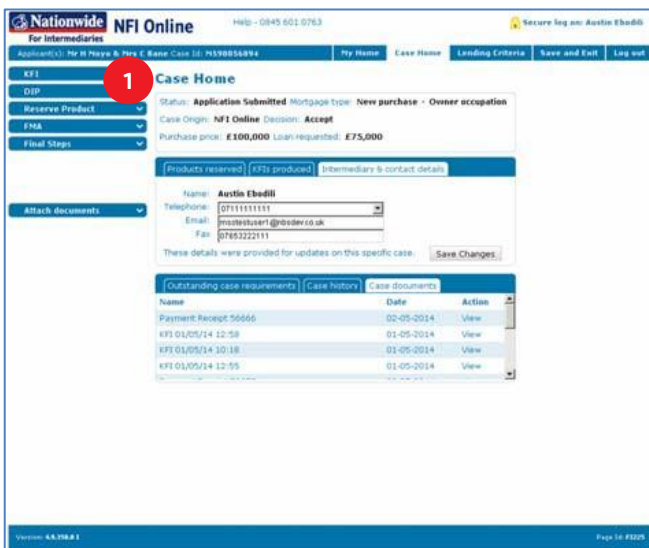 Nationwide NFI Online Help - 0845 601 0763 Secure log on: Austin Ebodili
For Intermediaries
Applicant(s): Mr H Mayo & Mrs C Bane Case Id: My Home Case Home Lending Criteria Save and Exit Log out
KFI
1
Case Home
DIP
Reserve Product
FMA
Final Steps
Attach documents
Status: Application Submitted Mortgage type: New purchase - Owner occupation
Case Origin: NFI Online Decision: Accept
Purchase price: £100,000 Loan requested: £75,000
Products reserved KFIs produced Intermediary & contact details
Name: Austin Ebodili
Telephone: 07111111111
Email: msotestuser1@nbsdev.co.uk
Fax 07653222111
These details were provided for updates on this specific case. Save Changes
Outstanding case requirements Case history Case documents
Name Date Action
Payment Receipt 56666 02-05-2014 View
KFI 01/05/14 12:58 01-05-2014 View
KFI 01/05/14 10:18 01-05-2014 View
KFI 01/05/14 12:55 01-05-2014 View
Version: Page Id: